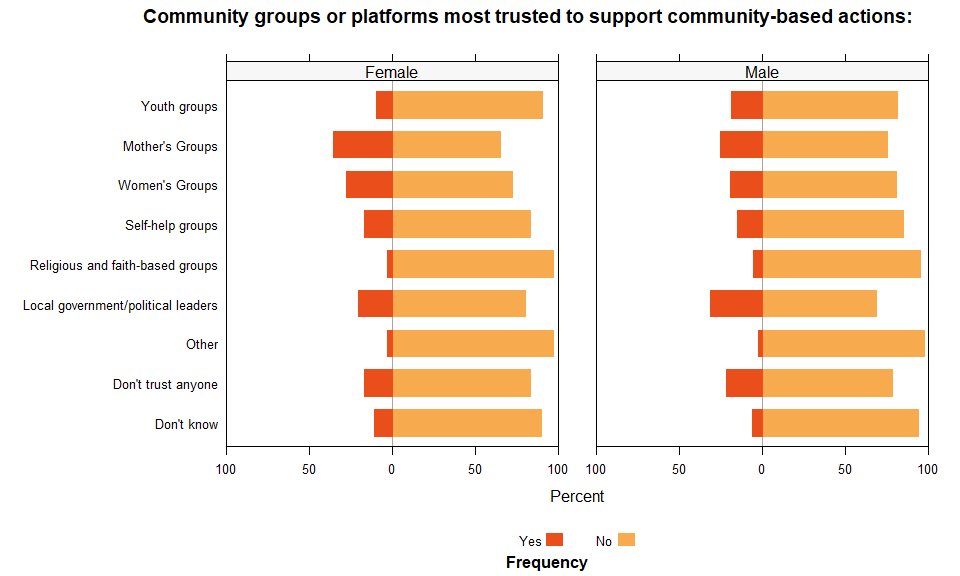 Community groups or platforms most trusted to support community-based actions:
Female
Male
Youth groups
Mother's Groups
Women's Groups
Self-help groups
Religious and faith-based groups
Local government/political leaders
Other
Don't trust anyone
Don't know
100 50 0 50 100
100 50 0 50 100
Percent
Yes No
Frequency